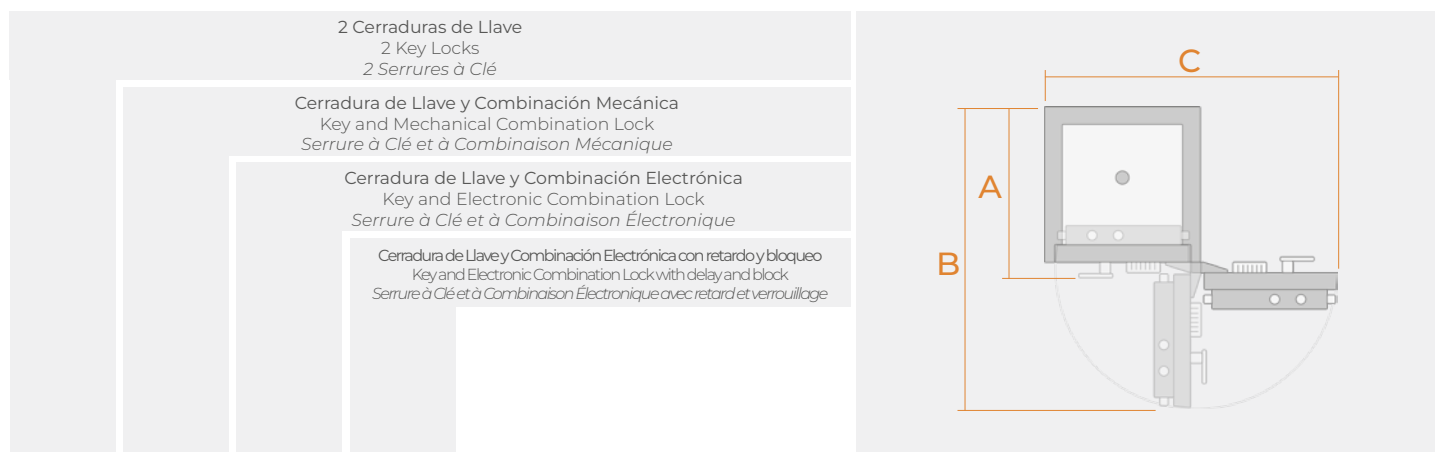 2 Cerraduras de Llave
2 Key Locks
2 Serrures à Clé
Cerradura de Llave y Combinación Mecánica
Key and Mechanical Combination Lock
Serrure à Clé et à Combinaison Mécanique
Cerradura de Llave y Combinación Electrónica
Key and Electronic Combination Lock
Serrure à Clé et à Combinaison Électronique
Cerradura de Llave y Combinación Electrónica con retardo y bloqueo
Key and Electronic Combination Lock with delay and block
Serrure à Clé et à Combinaison Électronique avec retard et verrouillage
C
A
B